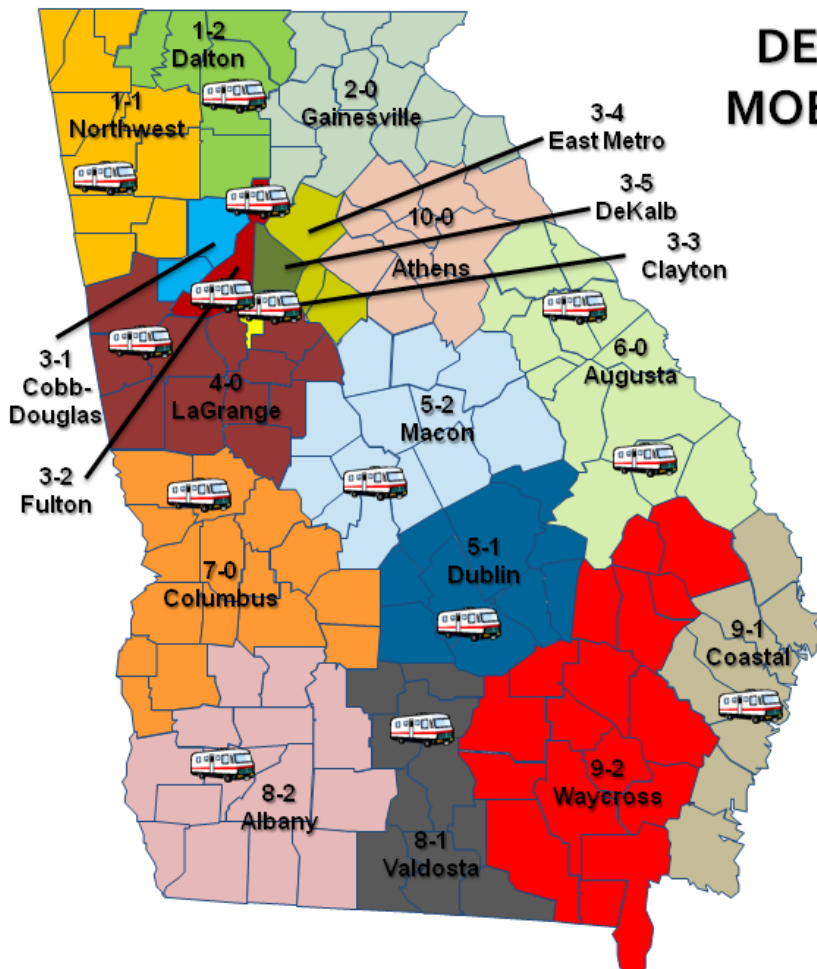 DE
MOB
1-2
Dalton
1-1
Northwest
2-0
Gainesville
3-4
East Metro
3-5
DeKalb
3-3
Clayton
10-0
Athens
6-0
Augusta
3-1
Cobb-
Douglas
4-0
LaGrange
5-2
Macon
3-2
Fulton
7-0
Columbus
5-1
Dublin
9-1
Coastal
9-2
Waycross
8-2
Albany
8-1
Valdosta